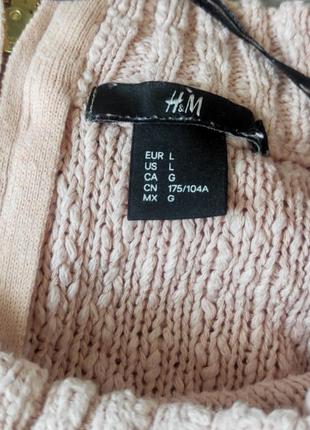 H&M
EUR L
US L
CA G
CN 175/104A
MX G